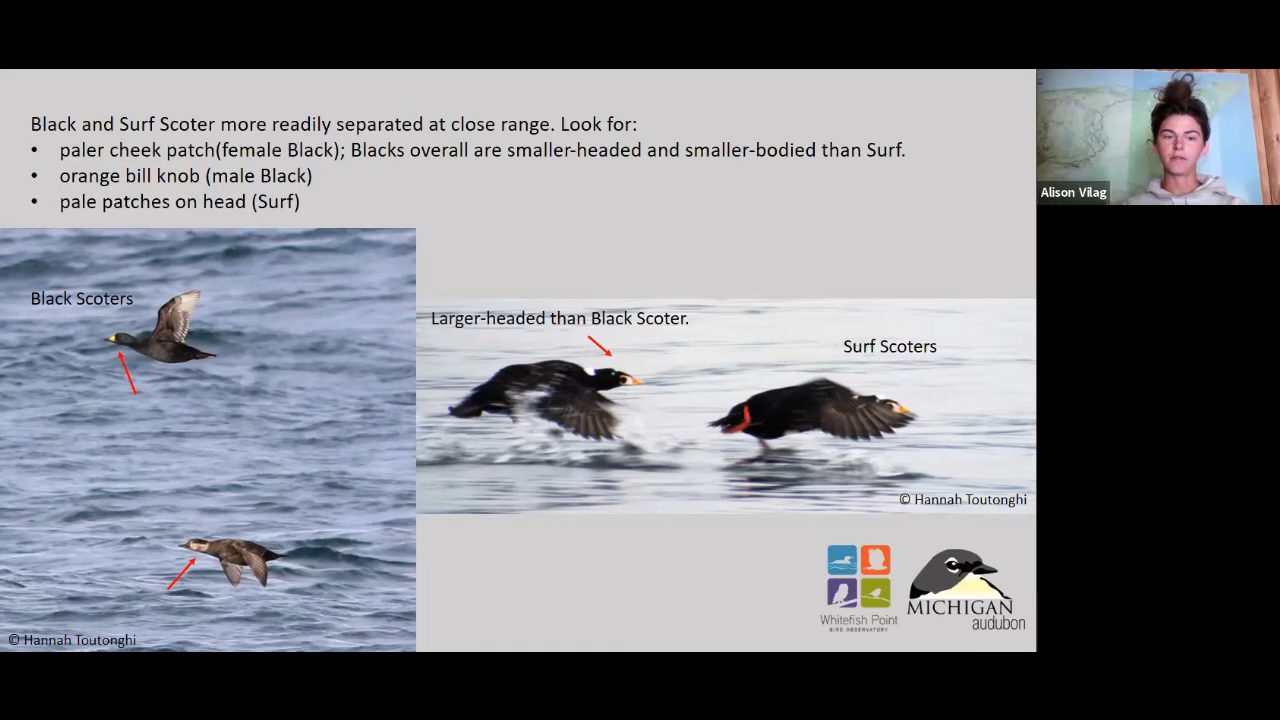 Black and Surf Scoter more readily separated at close range. Look for:
• paler cheek patch(female Black); Blacks overall are smaller-headed and smaller-bodied than Surf.
• orange bill knob (male Black)
• pale patches on head (Surf)
Alison Vilag
Black Scoters
Larger-headed than Black Scoter.
Surf Scoters
© Hannah Toutonghi
Whitefish Point
BIRD OBSERVATORY
MICHIGAN
audubon
© Hannah Toutonghi